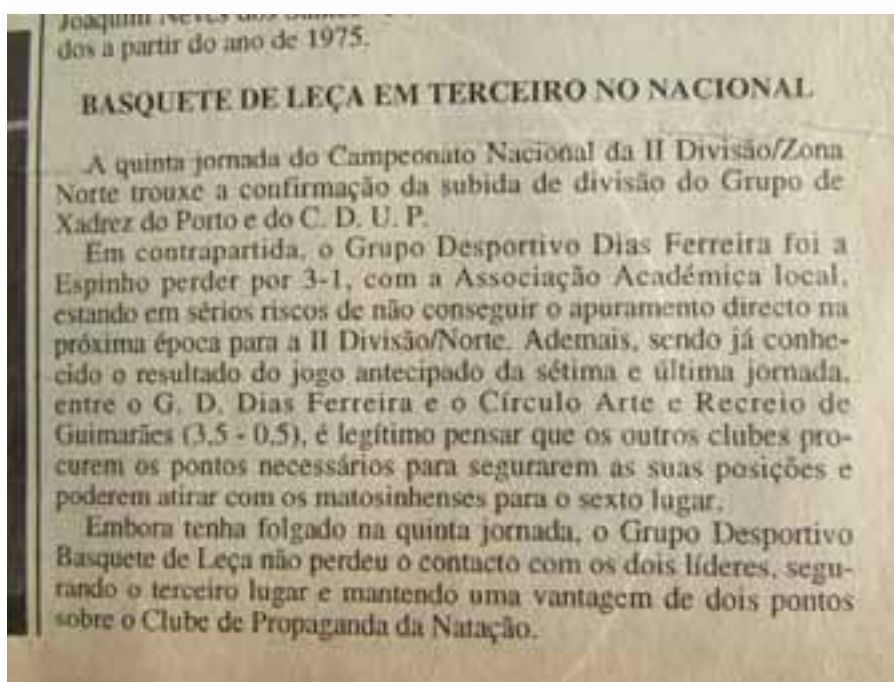 Joaquim Neves dos
dos a partir do ano de 1975.
BASQUETE DE LEÇA EM TERCEIRO NO NACIONAL
A quinta jornada do Campeonato Nacional da II Divisão/Zona
Norte trouxe a confirmação da subida de divisão do Grupo de
Xadrez do Porto e do C. D. U. P.
Em contrapartida, o Grupo Desportivo Dias Ferreira foi a
Espinho perder por 3-1, com a Associação Académica local,
estando em sérios riscos de não conseguir o apuramento directo na
próxima época para a II Divisão/Norte. Ademais, sendo já conhe-
cido o resultado do jogo antecipado da sétima e última jornada,
entre o G. D. Dias Ferreira e o Círculo Arte e Recreio de
Guimarães (3,5 - 0,5), é legítimo pensar que os outros clubes pro-
curem os pontos necessários para segurarem as suas posições e
poderem atirar com os matosinhenses para o sexto lugar.
Embora tenha folgado na quinta jornada, o Grupo Desportivo
Basquete de Leça não perdeu o contacto com os dois líderes, segu-
rando o terceiro lugar e mantendo uma vantagem de dois pontos
sobre o Clube de Propaganda da Natação.